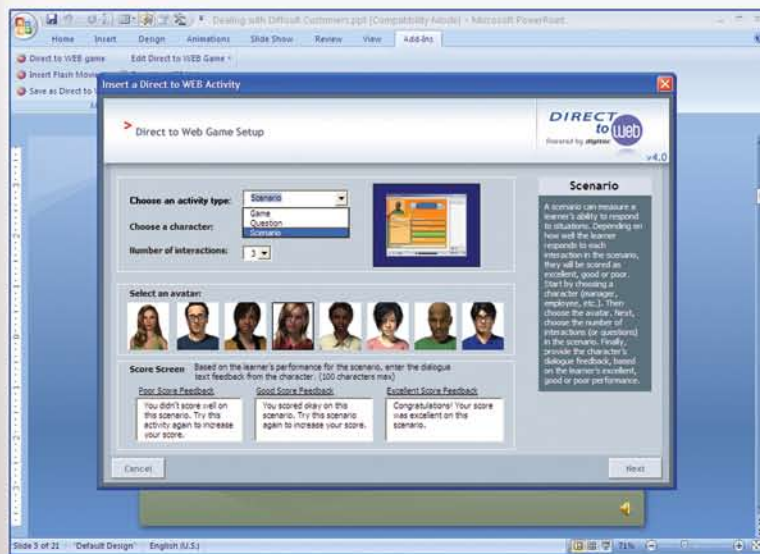 Dealing with Difficult Customers.ppt [Compatibility Mode] - Microsoft PowerPoint
Home Insert Design Animations Slide Show Review View Add-Ins
Direct to WEB game Edit Direct to WEB Game
Insert Flash Movie
Save as Direct to
Insert a Direct to WEB Activity
> Direct to Web Game Setup
DIRECT
to web
Powered by digitec
v4.0
Choose an activity type: Scenario
Game
Question
Scenario
Choose a character:
Number of interactions: 3
Scenario
A scenario can measure a
learner's ability to respond
to situations. Depending on
how well the learner
responds to each
interaction in the scenario,
they will be scored as
excellent, good or poor.
Start by choosing a
character (manager,
employee, etc.). Then
choose the avatar. Next,
choose the number of
interactions (or questions)
in the scenario. Finally,
provide the character's
dialogue feedback, based
on the learner's excellent,
good or poor performance.
Select an avatar:
Score Screen Based on the learner's performance for the scenario, enter the dialogue
text feedback from the character. (100 characters max)
Poor Score Feedback
You didn't score well on
this scenario. Try this
activity again to increase
your score.
Good Score Feedback
You scored okay on this
scenario. Try this scenario
again to increase your score.
Excellent Score Feedback
Congratulations! Your score
was excellent on this
scenario.
Cancel Next
Slide 5 of 21 "Default Design" English (U.S.) 71%